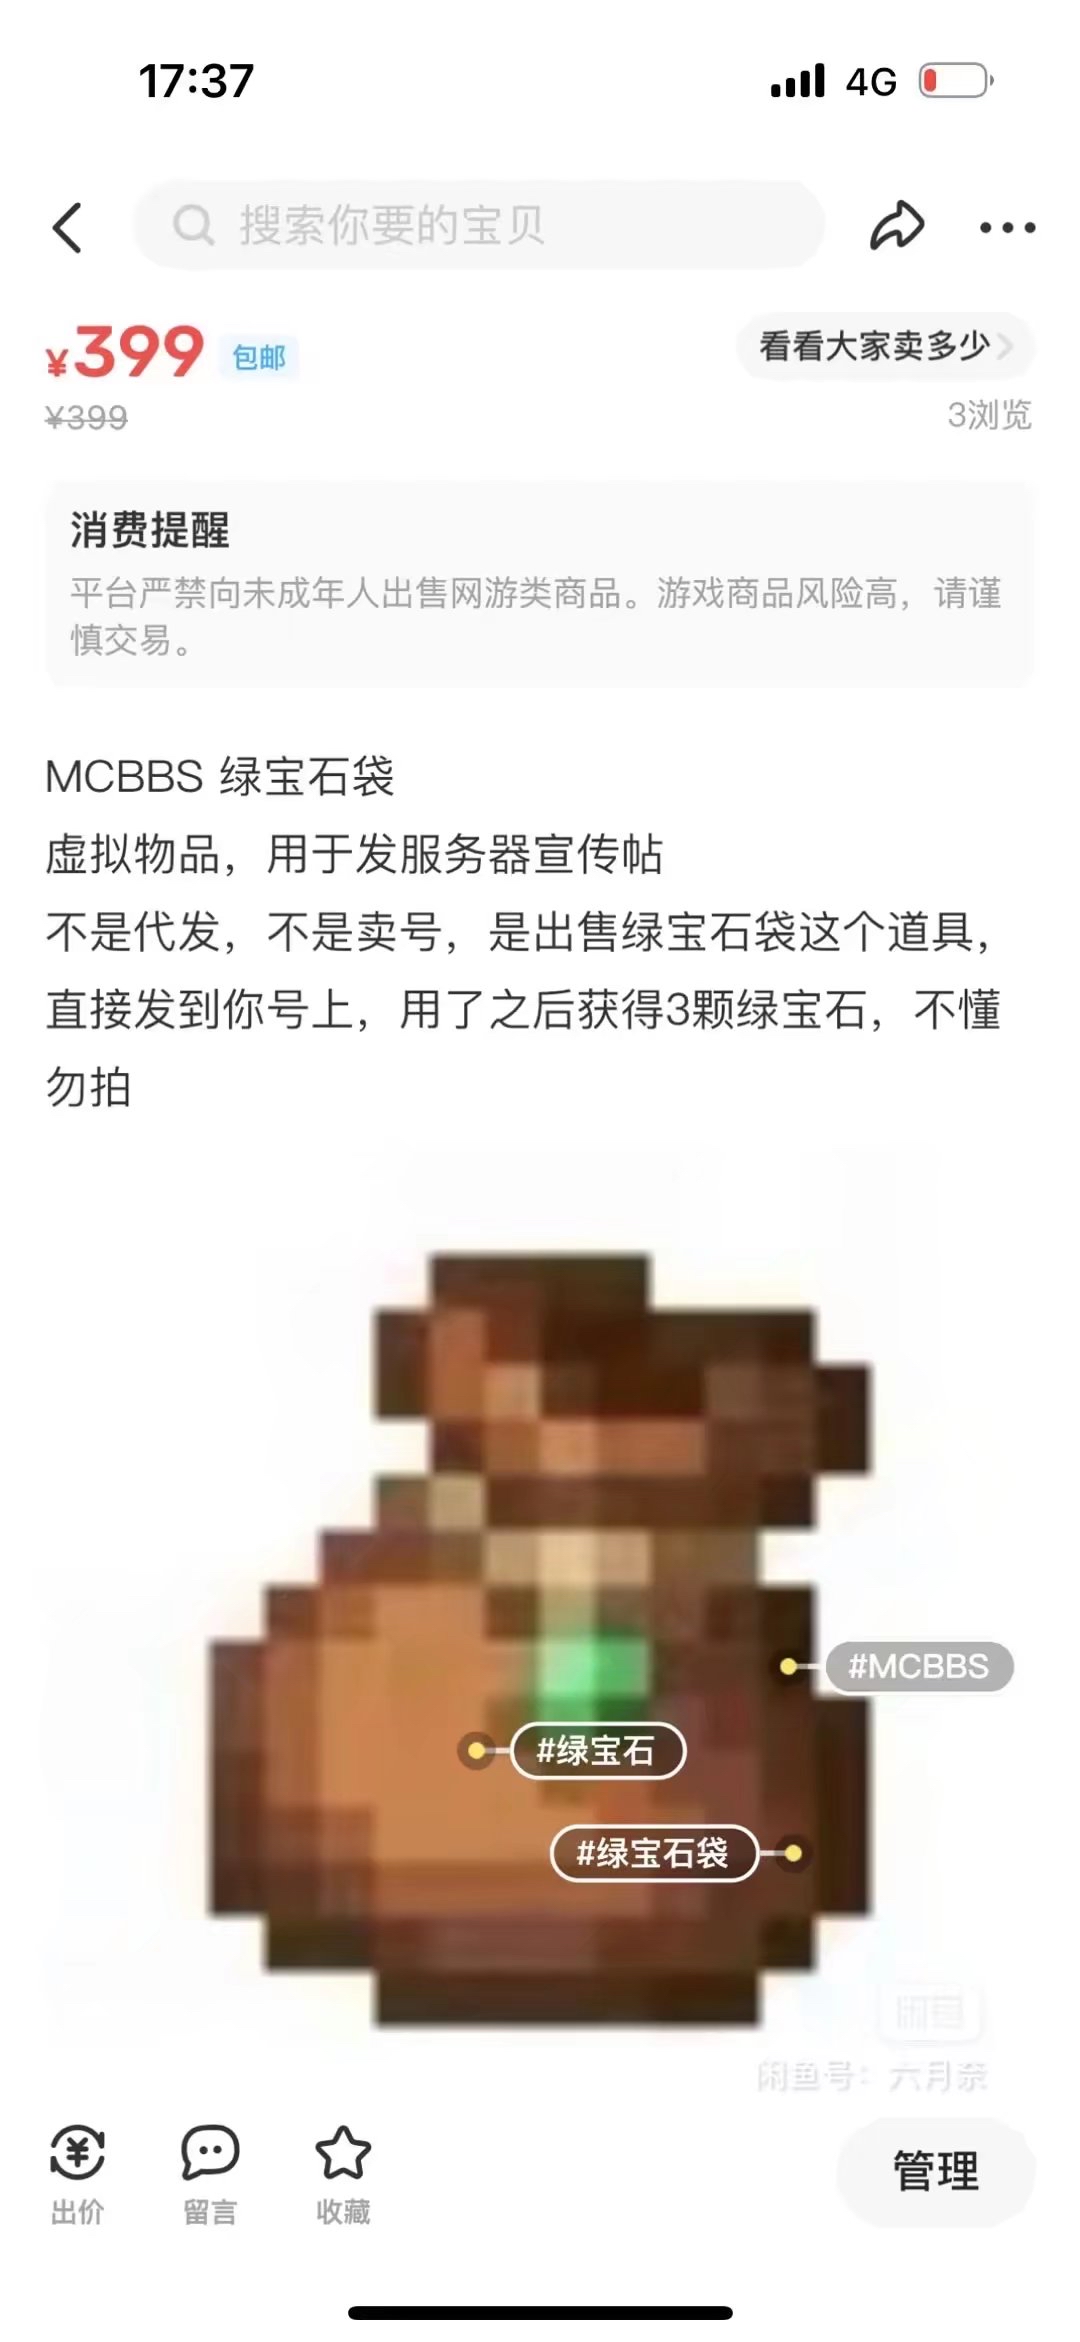 17:37
4G
搜索你要的宝贝
¥399 包邮
看看大家卖多少
¥399
3浏览
消费提醒
平台严禁向未成年人出售网游类商品。游戏商品风险高，请谨
慎交易。
MCBBS 绿宝石袋
虚拟物品，用于发服务器宣传帖
不是代发，不是卖号，是出售绿宝石袋这个道具，
直接发到你号上，用了之后获得3颗绿宝石，不懂
勿拍
#MCBBS
#绿宝石
#绿宝石袋
闲鱼
闲鱼号：六月奈
出价
留言
收藏
管理